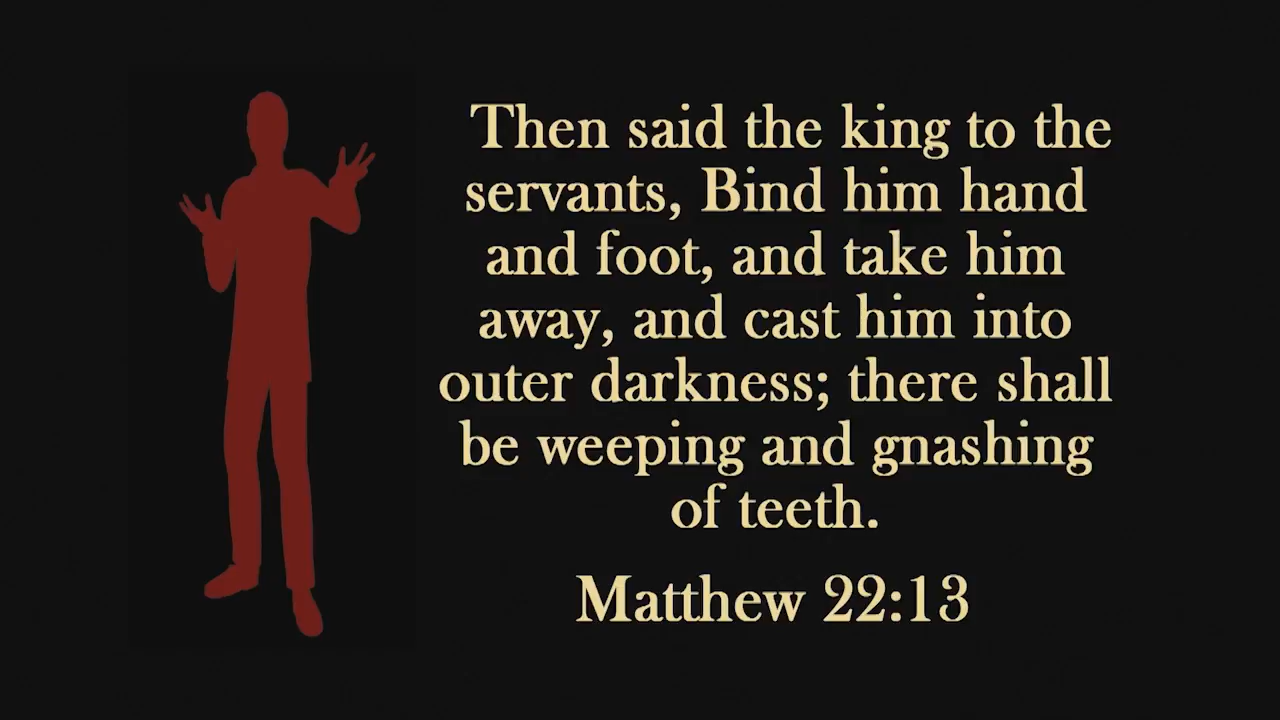 Then said the king to the
servants, Bind him hand
and foot, and take him
away, and cast him into
outer darkness; there shall
be weeping and gnashing
of teeth.
Matthew 22:13